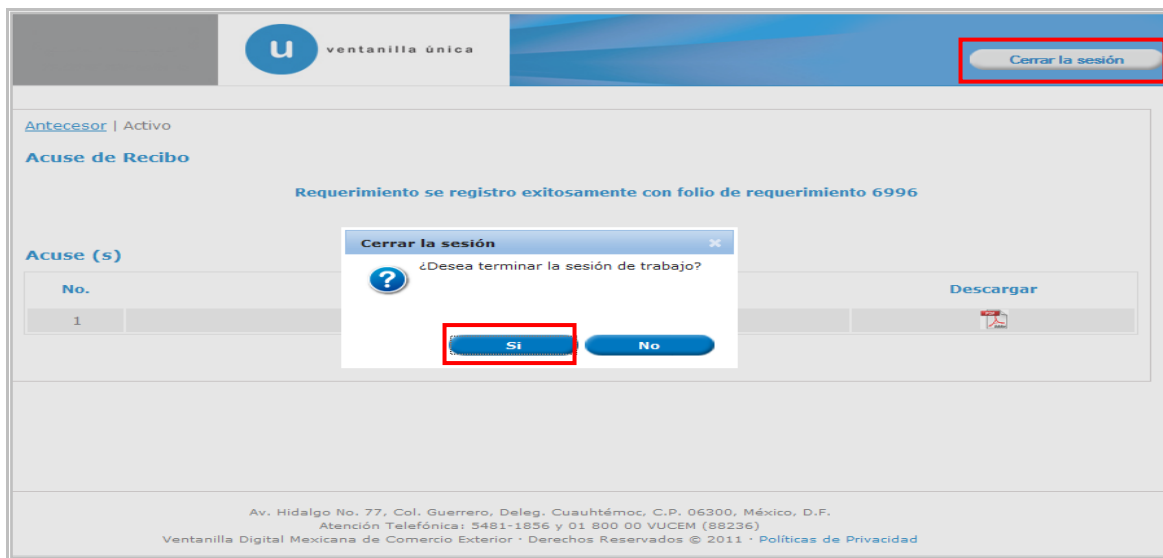 u ventanilla única
Cerrar la sesión
Antecesor | Activo
Acuse de Recibo
Requerimiento se registro exitosamente con folio de requerimiento 6996
Cerrar la sesión
¿Desea terminar la sesión de trabajo?
Si No
Acuse (s)
No. Descargar
1
Av. Hidalgo No. 77, Col. Guerrero, Deleg. Cuauhtémoc, C.P. 06300, México, D.F.
Atención Telefónica: 5481-1856 y 01 800 00 VUCEM (88236)
Ventanilla Digital Mexicana de Comercio Exterior · Derechos Reservados © 2011 · Políticas de Privacidad